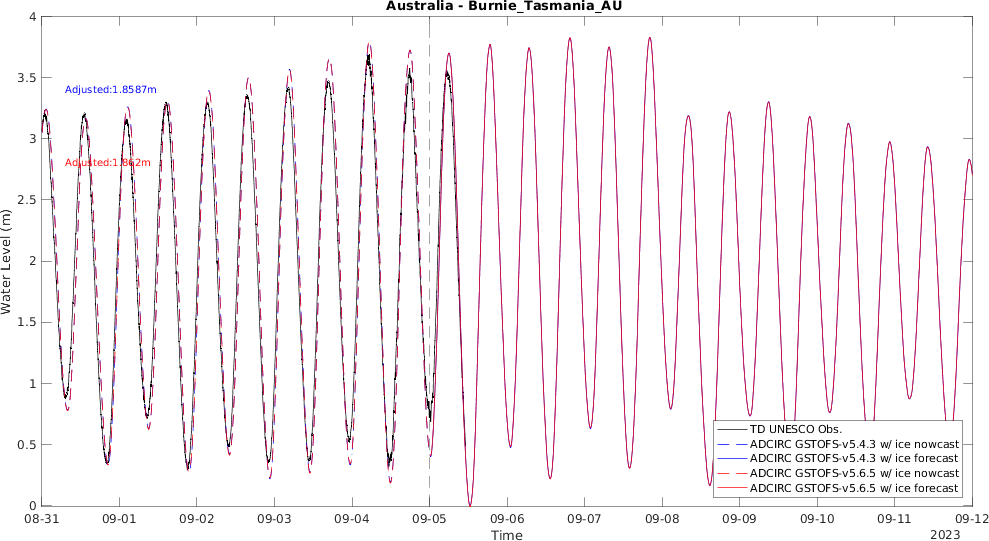 Australia - Burnie_Tasmania_AU
4
3.5
3
2.5
2
1.5
1
0.5
0
Water Level (m)
Adjusted:1.8587m
Adjusted:1.862m
TD UNESCO Obs.
ADCIRC GSTOFS-v5.4.3 w/ ice nowcast
ADCIRC GSTOFS-v5.4.3 w/ ice forecast
ADCIRC GSTOFS-v5.6.5 w/ ice nowcast
ADCIRC GSTOFS-v5.6.5 w/ ice forecast
08-31 09-01 09-02 09-03 09-04 09-05 09-06 09-07 09-08 09-09 09-10 09-11 09-12
Time
2023